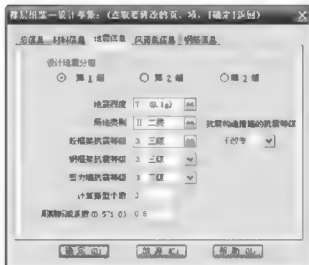 楼层组装—设计参数：(点取要修改的页、项，[确定]返回)
总信息 材料信息 地震信息 风荷载信息 钢筋信息
设计地震分组
第 1 组 第 2 组 第 3 组
地震烈度 7 (0.1g)
场地类别 II 二类 抗震构造措施的抗震等级
砼框架抗震等级 3 三级 不改变
钢框架抗震等级 3 三级
剪力墙抗震等级 3 三级
计算振型个数 3
周期折减系数(0.5~1.0) 0.8
确 定 (O) 放 弃 (C) 帮 助 (H)